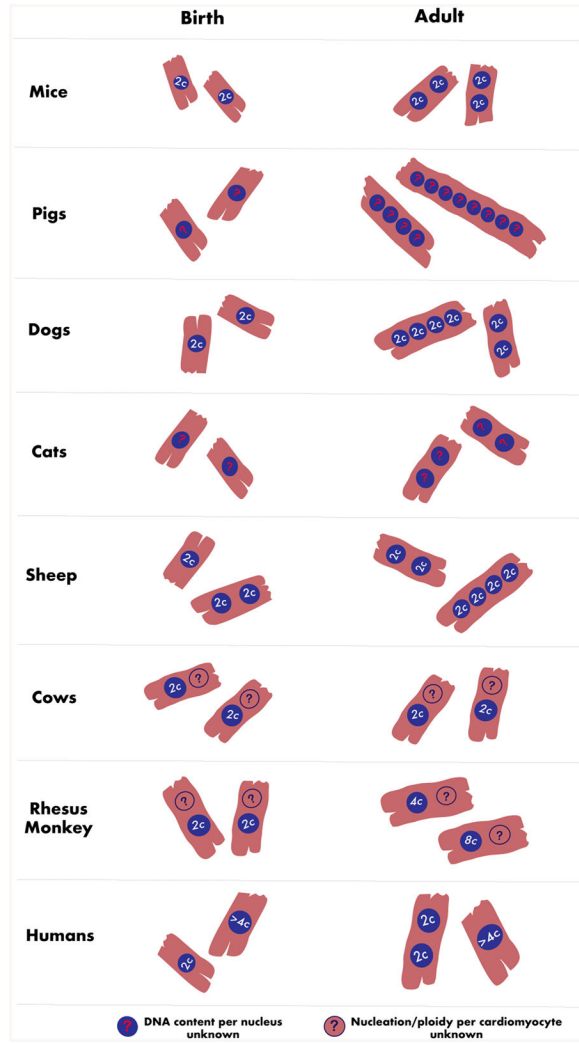 Birth Adult
Mice
2c 2c 2c 2c 2c 2c
Pigs
? ? ? ? ? ? ? ? ? ? ? ? ? ?
Dogs
2c 2c 2c 2c 2c 2c 2c 2c
Cats
? ? ? ? ? ?
Sheep
2c 2c 2c 2c 2c 2c 2c 2c 2c
Cows
2c ? 2c ? 2c ? 2c ?
Rhesus
Monkey
? 2c ? 2c 4c ? 8c ?
Humans
2c >4c 2c 2c >4c
? DNA content per nucleus
unknown
? Nucleation/ploidy per cardiomyocyte
unknown